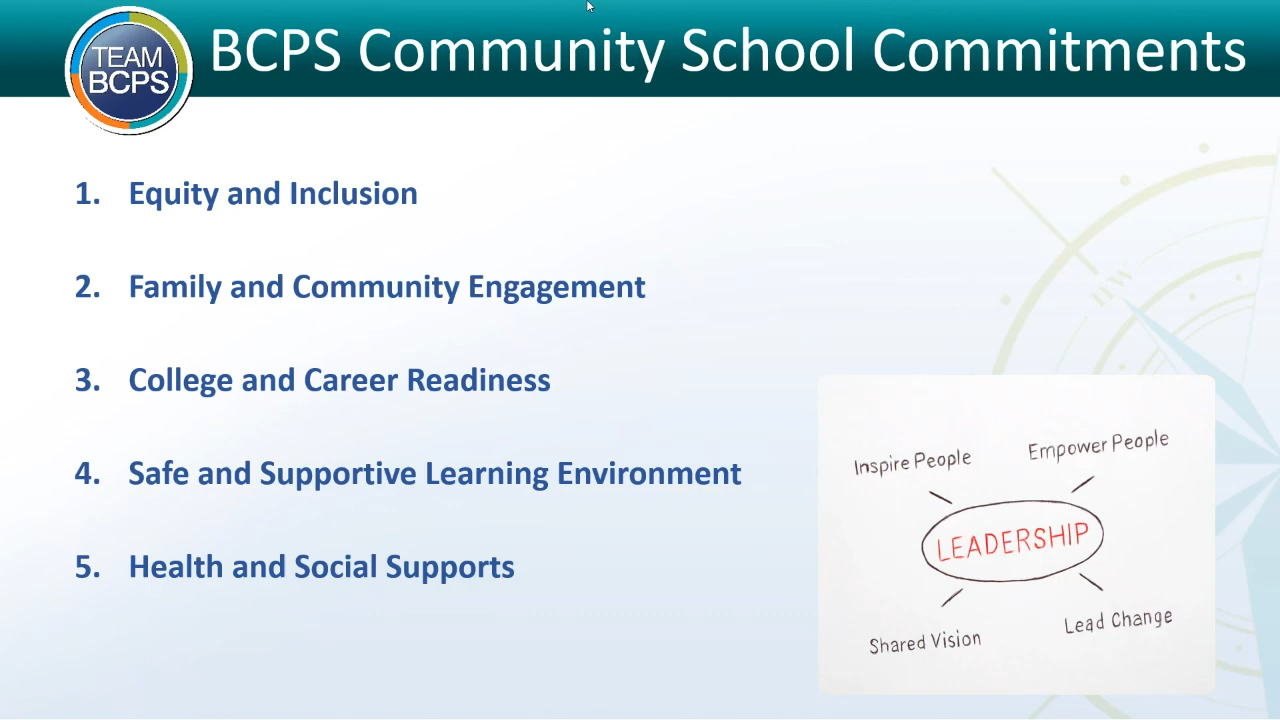 TEAM
BCPS
BCPS Community School Commitments
1. Equity and Inclusion
2. Family and Community Engagement
3. College and Career Readiness
4. Safe and Supportive Learning Environment
5. Health and Social Supports
NW
Inspire People
Empower People
LEADERSHIP
Shared Vision
Lead Change